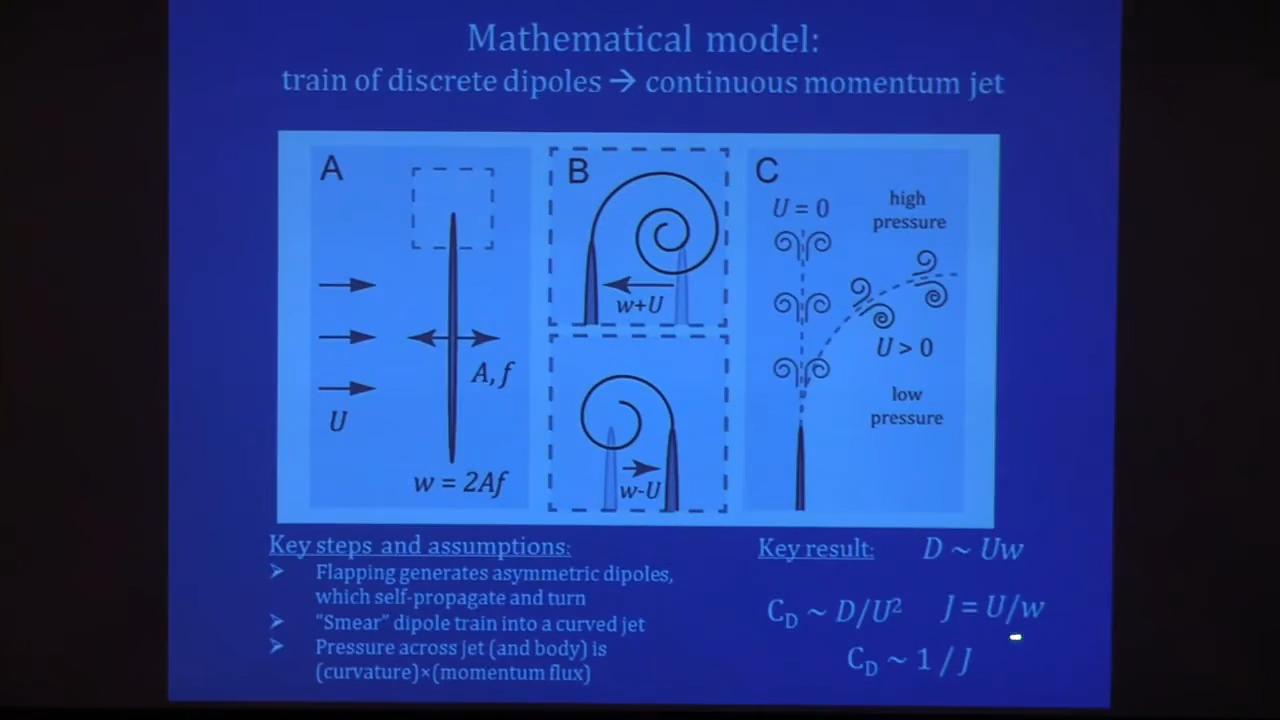 Mathematical model:
train of discrete dipoles → continuous momentum jet
A
U
A, f
w = 2Af
B
w+U
w-U
C
U = 0
high
pressure
U > 0
low
pressure
Key steps and assumptions:
➢ Flapping generates asymmetric dipoles,
which self-propagate and turn
➢ "Smear" dipole train into a curved jet
➢ Pressure across jet (and body) is
(curvature)×(momentum flux)
Key result: D ~ Uw
C_D ~ D/U² J = U/w
C_D ~ 1 / J